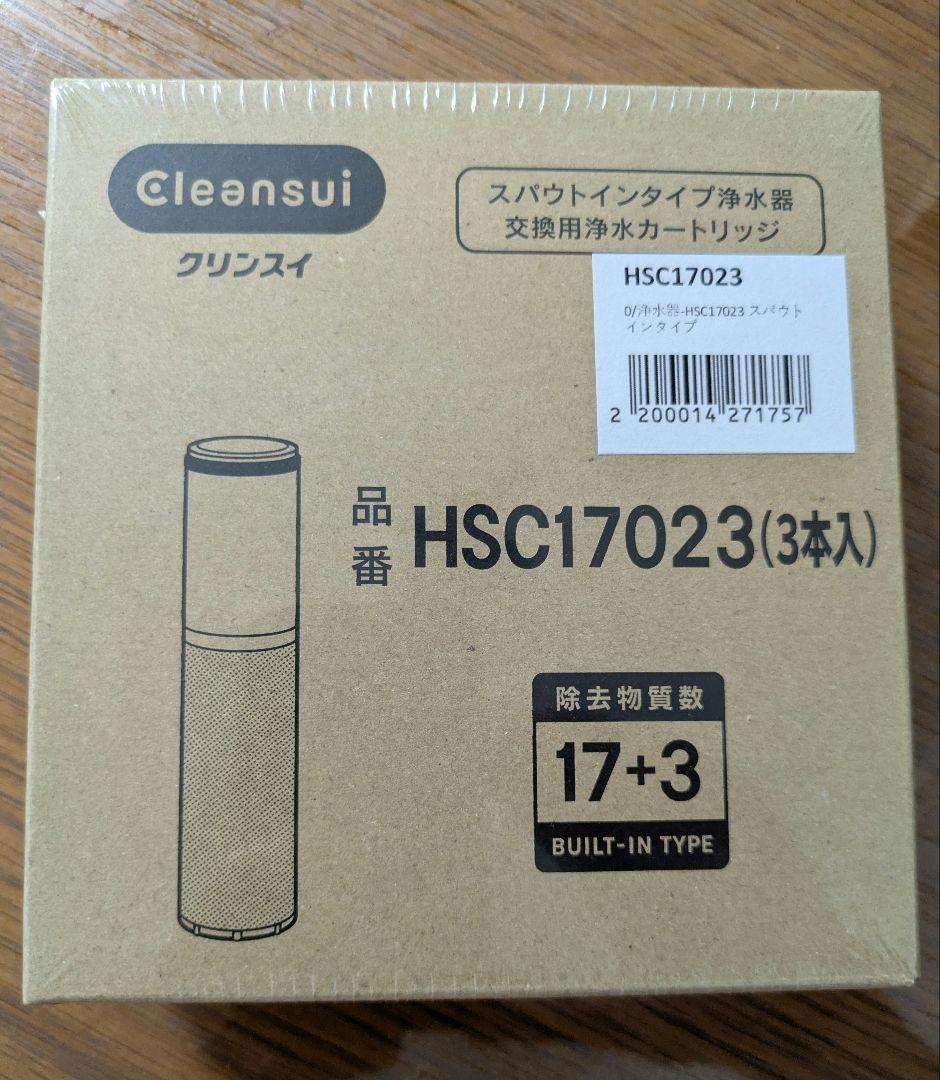 Cleansui
クリンスイ
スパウトインタイプ浄水器
交換用浄水カートリッジ
HSC17023
0/浄水器-HSC17023 スパウト
インタイプ
2 200014 271757
品番 HSC17023(3本入)
除去物質数
17+3
BUILT-IN TYPE